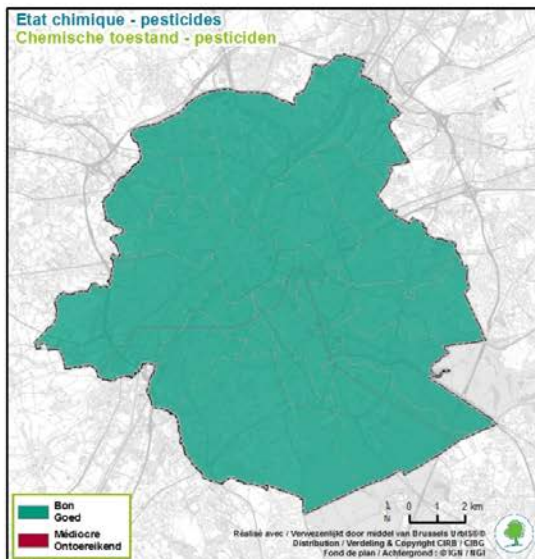 Etat chimique - pesticides
Chemische toestand - pesticiden
Bon
Goed
Médiocre
Ontoereikend
N
0 1 2 km
Réalisé avec / Verwezenlijkt door middel van Brussels UrbIS®©
Distribution / Verdeling & Copyright CIRB / CIBG
Fond de plan / Achtergrond : © IGN / NGI